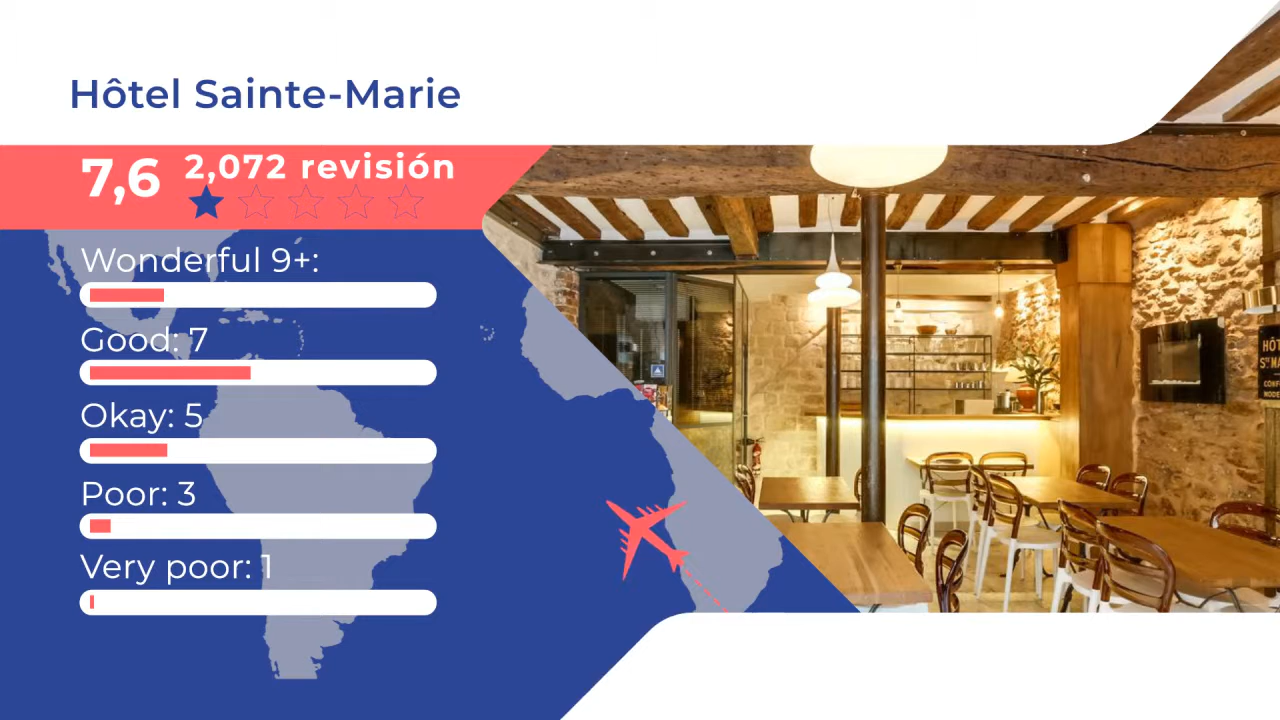 Hôtel Sainte-Marie
7,6
2,072 revisión
Wonderful 9+:
Good: 7
Okay: 5
Poor: 3
Very poor: 1
HÔT